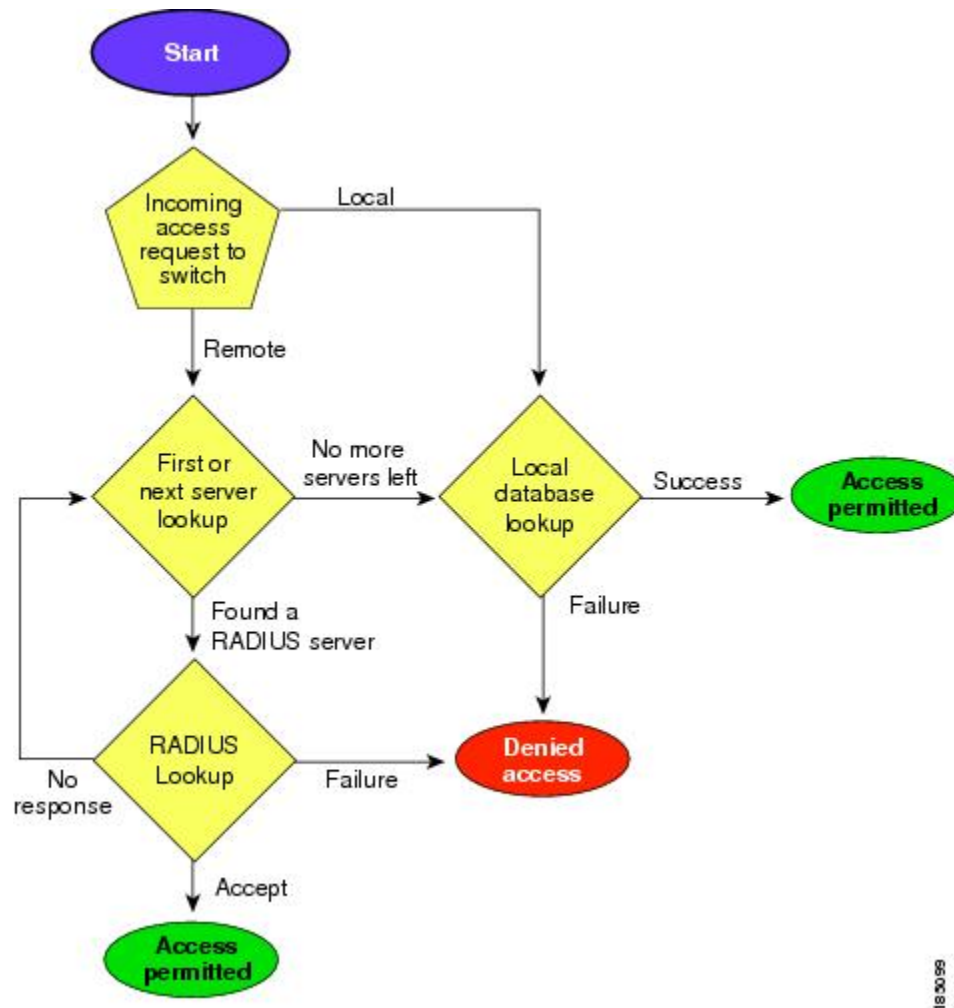 Start
Incoming
access
request to
switch
Local
Remote
First or
next server
lookup
No more
servers left
Local
database
lookup
Success
Access
permitted
Found a
RADIUS server
Failure
RADIUS
Lookup
No
response
Failure
Denied
access
Accept
Access
permitted
185099